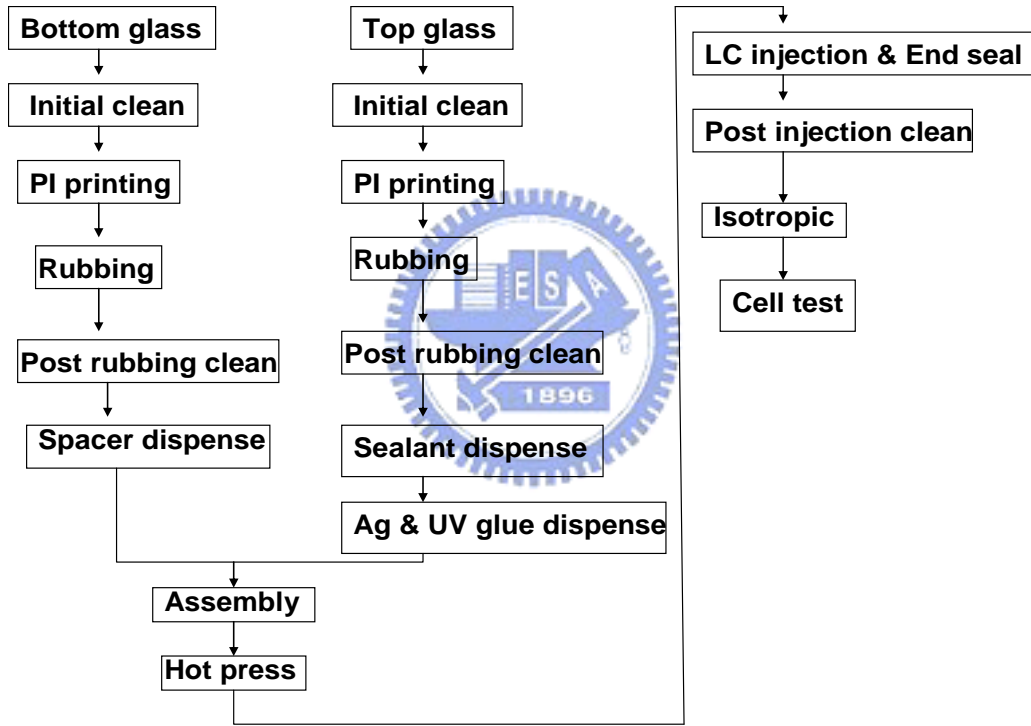 Bottom glass
Initial clean
PI printing
Rubbing
Post rubbing clean
Spacer dispense
Top glass
Initial clean
PI printing
Rubbing
Post rubbing clean
Sealant dispense
Ag & UV glue dispense
Assembly
Hot press
LC injection & End seal
Post injection clean
Isotropic
Cell test
E S A
1896